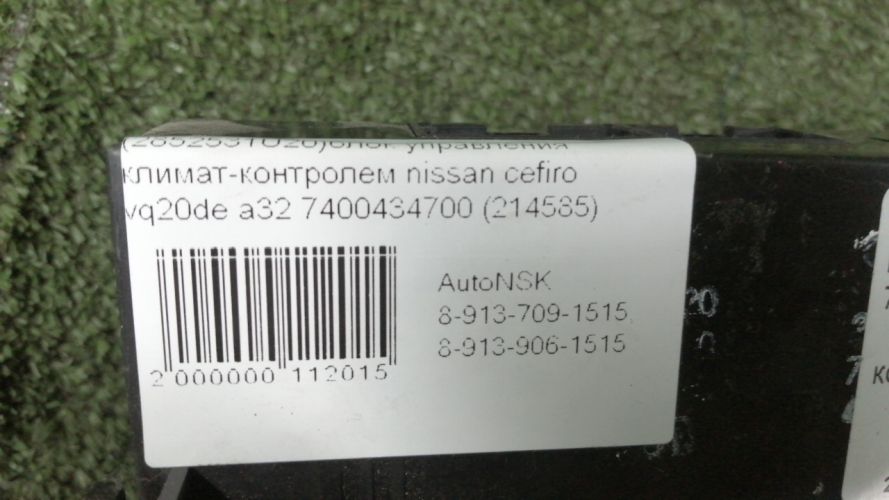 управления
климат-контролем nissan cefiro
vq20de a32 7400434700 (214585)
AutoNSK
8-913-709-1515
8-913-906-1515
2 000000 112015